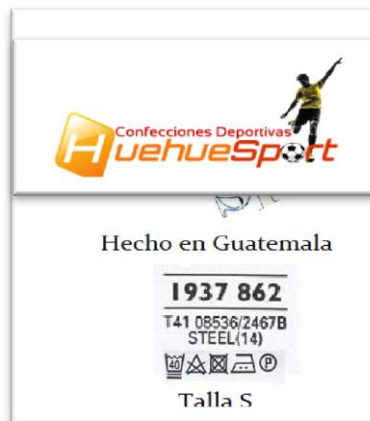 Confecciones Deportivas
HuehueSport
Hecho en Guatemala
1937 862
T41 08536/2467B
STEEL(14)
40 P
Talla S